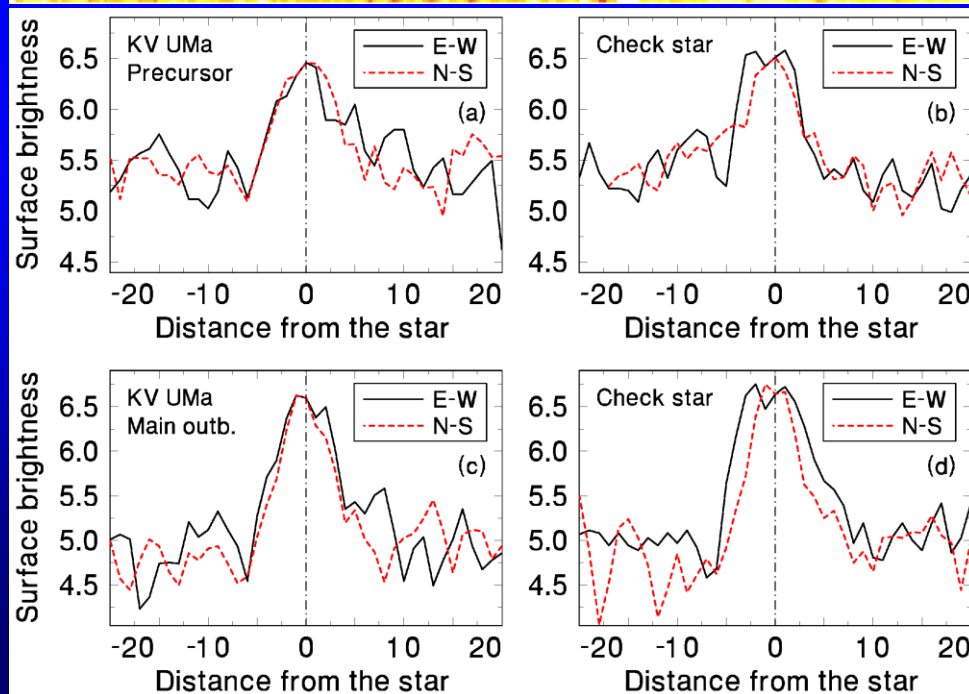 KV UMa
Precursor
E-W
N-S
(a)
Surface brightness
6.5
6.0
5.5
5.0
4.5
-20 -10 0 10 20
Distance from the star
Check star
E-W
N-S
(b)
6.5
6.0
5.5
5.0
4.5
-20 -10 0 10 20
Distance from the star
KV UMa
Main outb.
E-W
N-S
(c)
Surface brightness
6.5
6.0
5.5
5.0
4.5
-20 -10 0 10 20
Distance from the star
Check star
E-W
N-S
(d)
6.5
6.0
5.5
5.0
4.5
-20 -10 0 10 20
Distance from the star